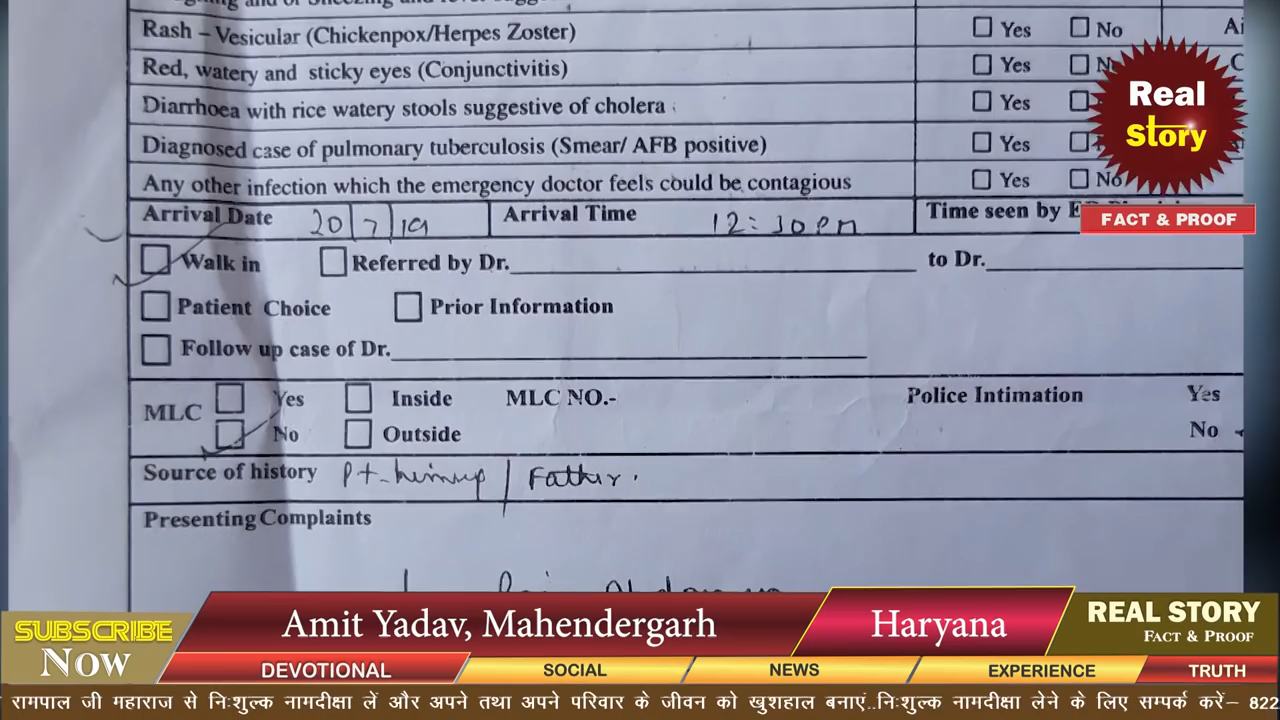 Rash – Vesicular (Chickenpox/Herpes Zoster) Yes No
Red, watery and sticky eyes (Conjunctivitis) Yes
Diarrhoea with rice watery stools suggestive of cholera Yes
Diagnosed case of pulmonary tuberculosis (Smear/ AFB positive) Yes
Any other infection which the emergency doctor feels could be contagious Yes No
Real
Story
FACT & PROOF
Arrival Date 20/7/19 Arrival Time 12:30PM Time seen by
Walk in Referred by Dr. to Dr.
Patient Choice Prior Information
Follow up case of Dr.
MLC Yes Inside MLC NO.- Police Intimation Yes
No Outside No
Source of history Father.
Presenting Complaints
SUBSCRIBE
Now
Amit Yadav, Mahendergarh Haryana
REAL STORY
FACT & PROOF
DEVOTIONAL SOCIAL NEWS EXPERIENCE TRUTH
रामपाल जी महाराज से निःशुल्क नामदीक्षा लें और अपने तथा अपने परिवार के जीवन को खुशहाल बनाएं..निःशुल्क नामदीक्षा लेने के लिए सम्पर्क करें– 822